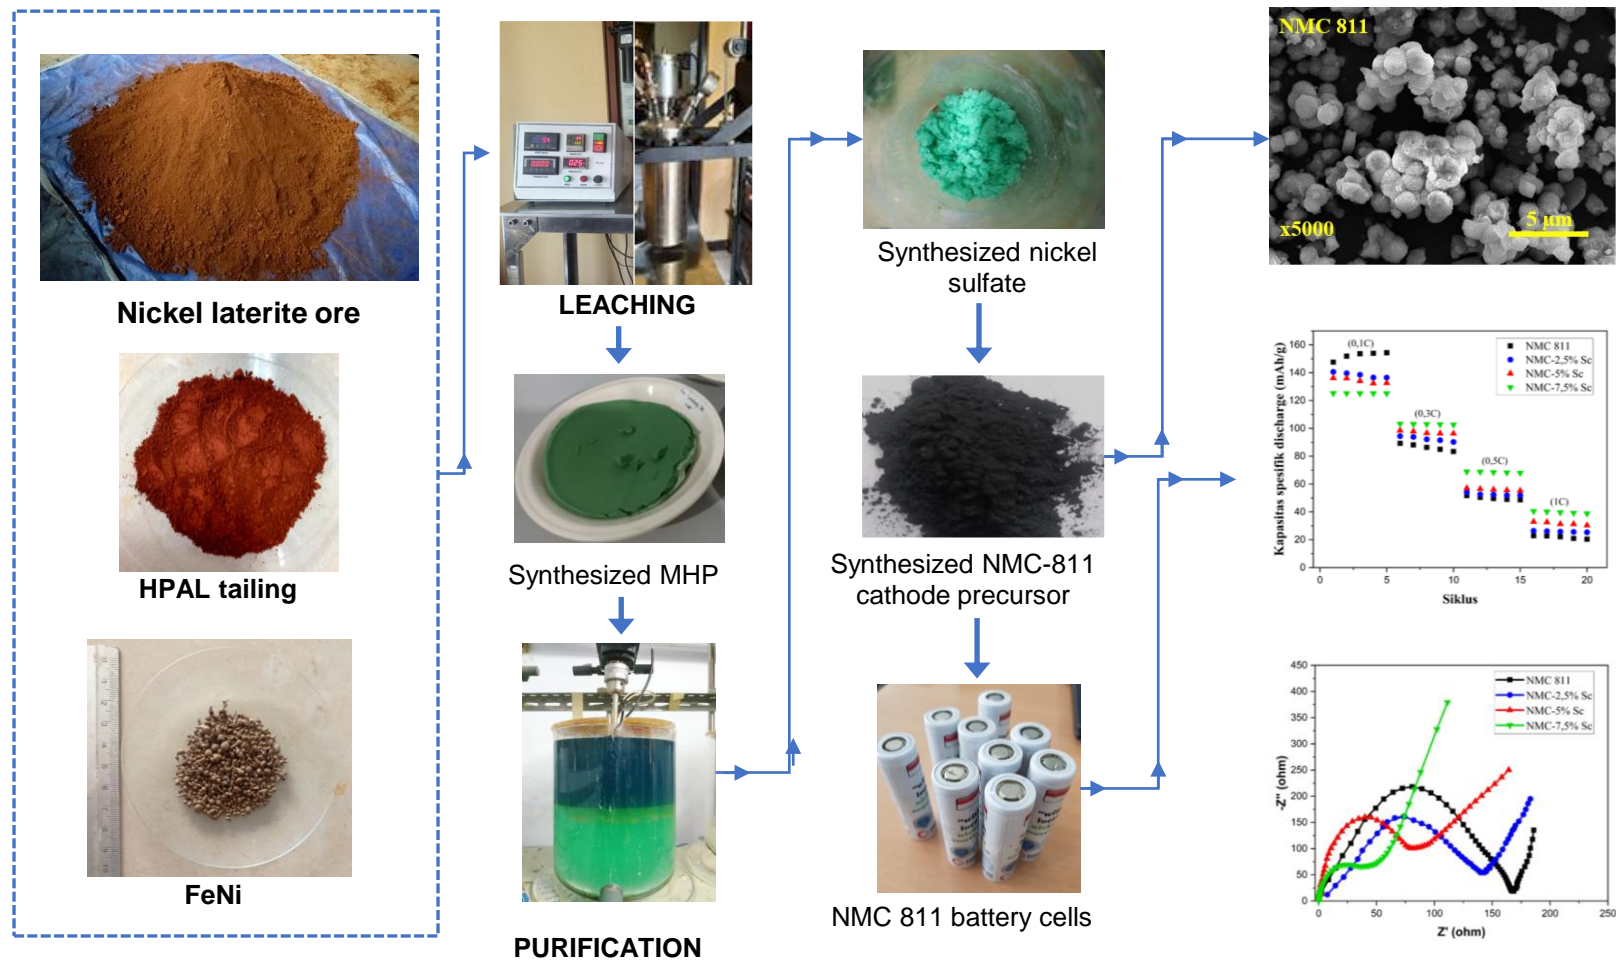 Nickel laterite ore
HPAL tailing
FeNi
LEACHING
Synthesized MHP
PURIFICATION
Synthesized nickel
sulfate
Synthesized NMC-811
cathode precursor
NMC 811 battery cells
NMC 811
x5000
5 µm
Kapasitas spesifik discharge (mAh/g)
160
140
120
100
80
60
40
20
0
(0,1C)
(0,3C)
(0,5C)
(1C)
NMC 811
NMC-2,5% Sc
NMC-5% Sc
NMC-7,5% Sc
0
5
10
15
20
Siklus
-Z'' (ohm)
450
400
350
300
250
200
150
100
50
0
NMC 811
NMC-2,5% Sc
NMC-5% Sc
NMC-7,5% Sc
0
50
100
150
200
250
Z' (ohm)